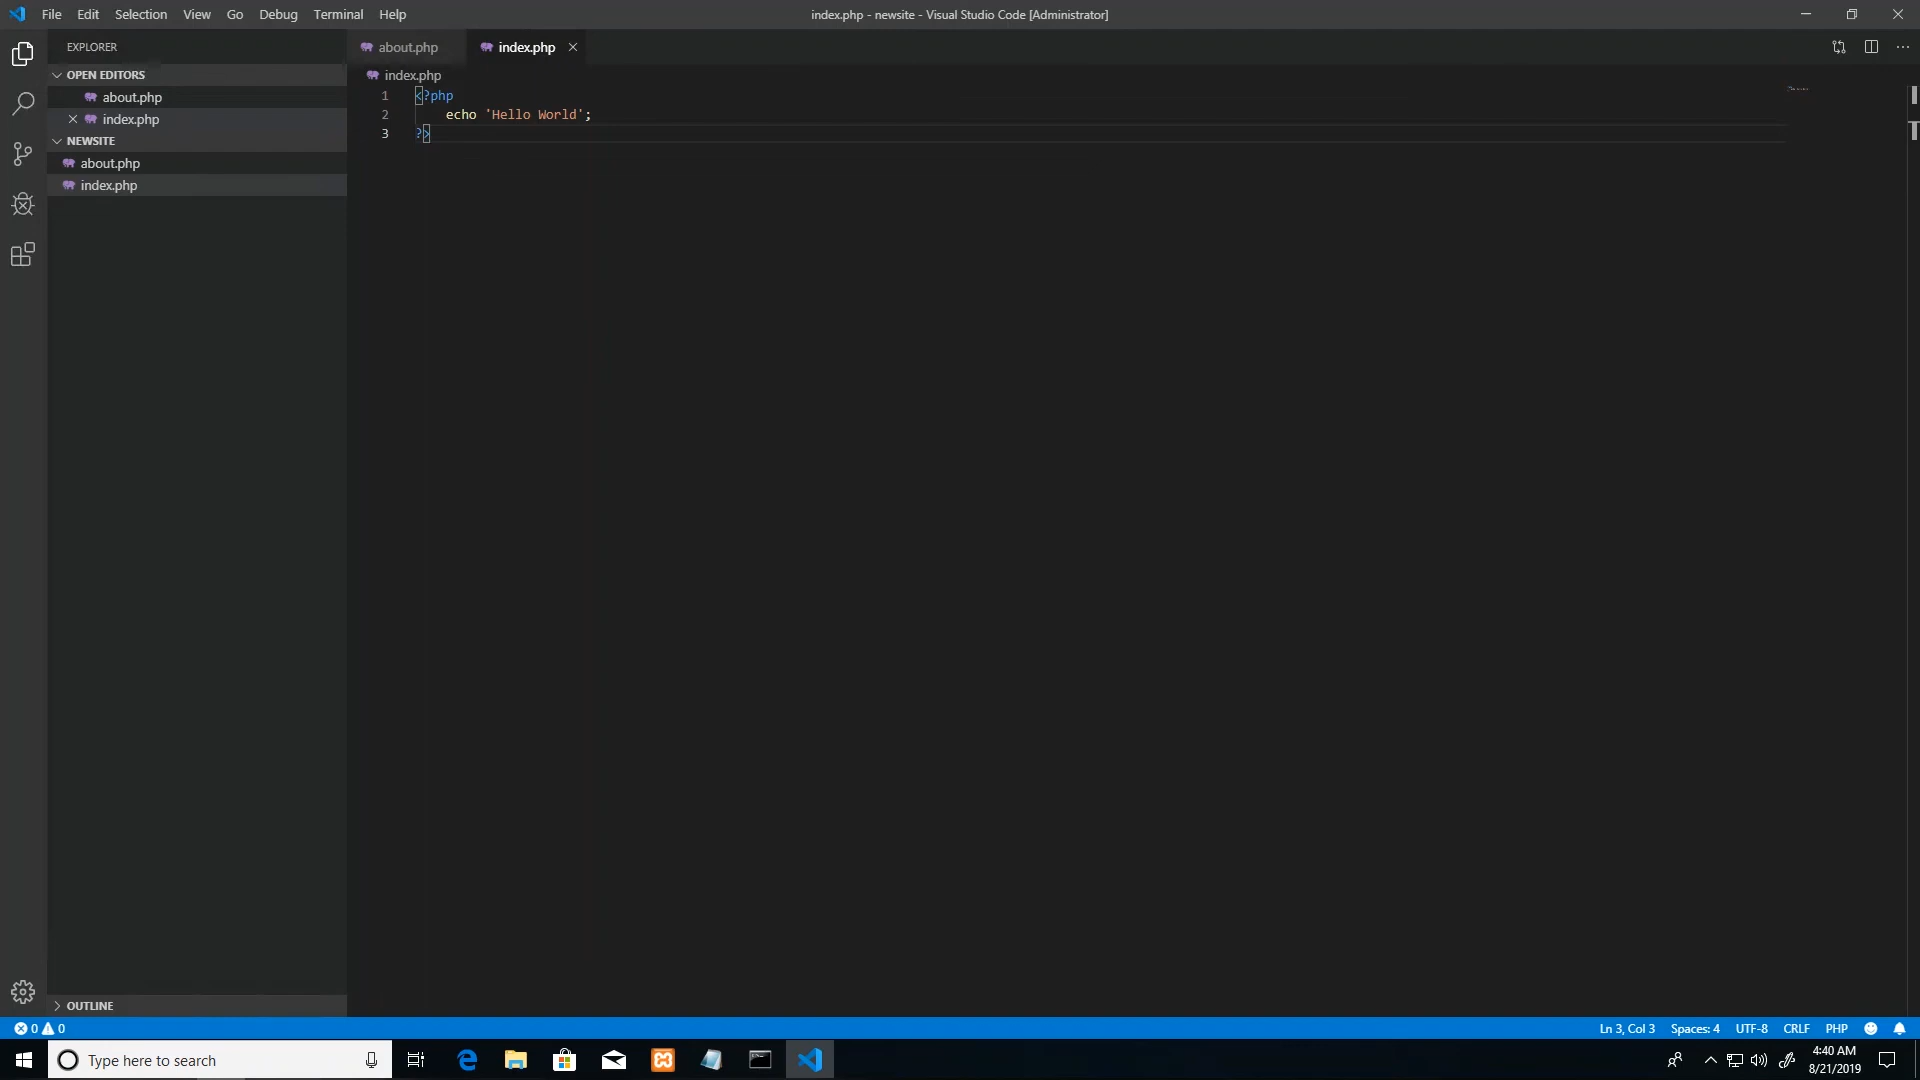 File Edit Selection View Go Debug Terminal Help
index.php - newsite - Visual Studio Code [Administrator]
EXPLORER
OPEN EDITORS
about.php
index.php
NEWSITE
about.php
index.php
OUTLINE
about.php index.php
index.php
1 <?php
2 echo 'Hello World';
3 ?>
0 0
Ln 3, Col 3 Spaces: 4 UTF-8 CRLF PHP
Type here to search
4:40 AM
8/21/2019